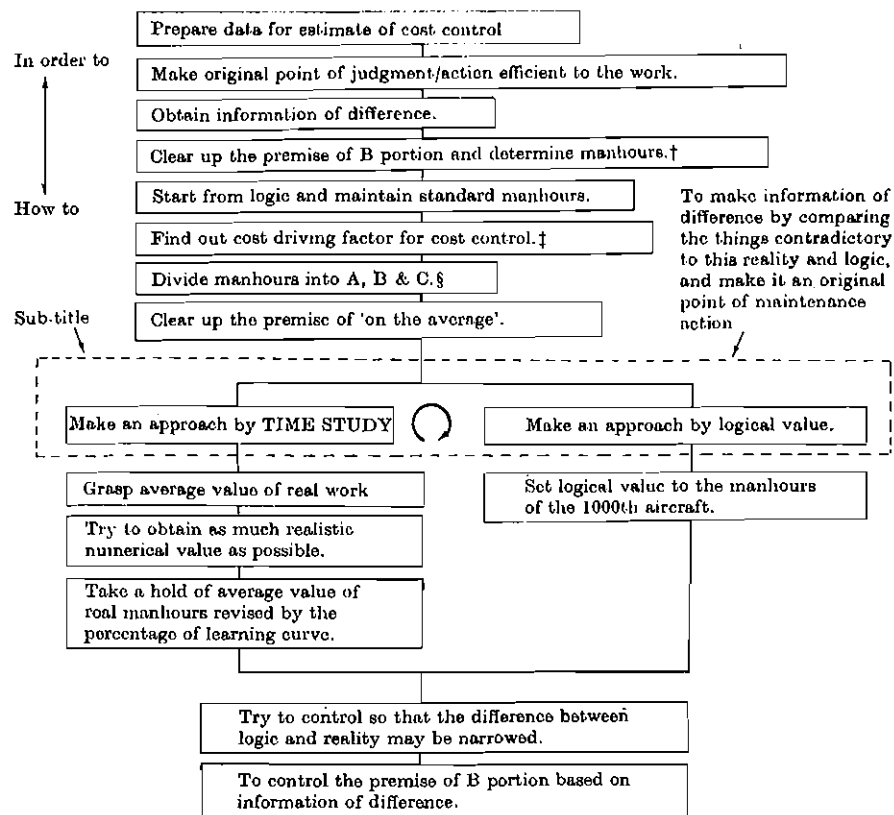 Prepare data for estimate of cost control
In order to
Make original point of judgment/action efficient to the work.
Obtain information of difference.
Clear up the premise of B portion and determine manhours.†
Start from logic and maintain standard manhours.
How to
Find out cost driving factor for cost control.‡
Divide manhours into A, B & C.§
Clear up the premise of 'on the average'.
Sub-title
To make information of
difference by comparing
the things contradictory
to this reality and logic,
and make it an original
point of maintenance
action
Make an approach by TIME STUDY
Make an approach by logical value.
Grasp average value of real work
Try to obtain as much realistic
numerical value as possible.
Take a hold of average value of
real manhours revised by the
percentage of learning curve.
Set logical value to the manhours
of the 1000th aircraft.
Try to control so that the difference between
logic and reality may be narrowed.
To control the premise of B portion based on
information of difference.